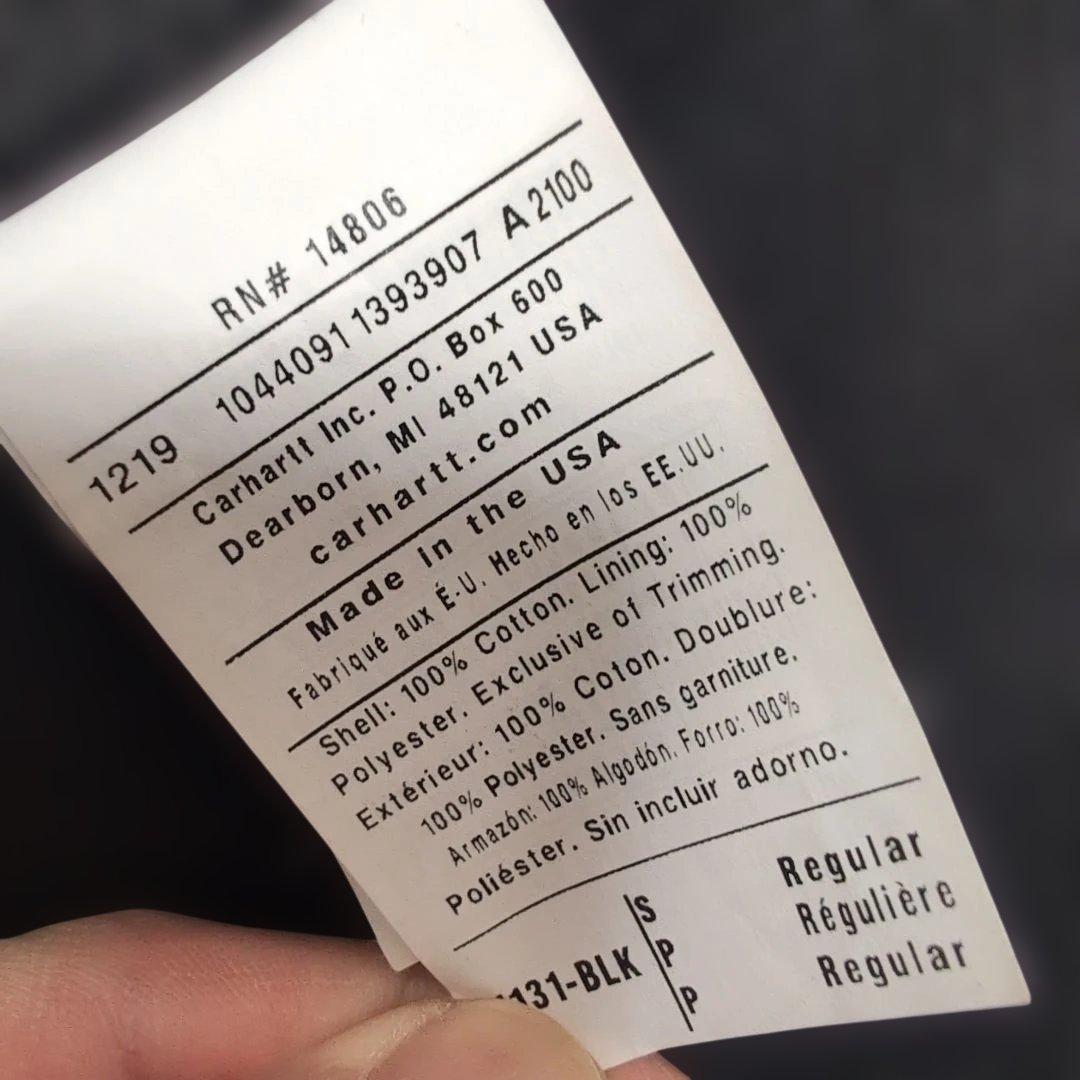 RN# 14806
1219 1044091 1393907 A2100
Carhartt Inc. P.O. Box 600
Dearborn, MI 48121 USA
carhartt.com
Made in the USA
Fabriqué aux É-U. Hecho en los EE.UU.
Shell: 100% Cotton. Lining: 100%
Polyester. Exclusive of Trimming.
Extérieur: 100% Coton. Doublure:
100% Polyester. Sans garniture.
Armazón: 100% Algodón. Forro: 100%
Poliéster. Sin incluir adorno.
S Regular
P Régulière
131-BLK P Regular